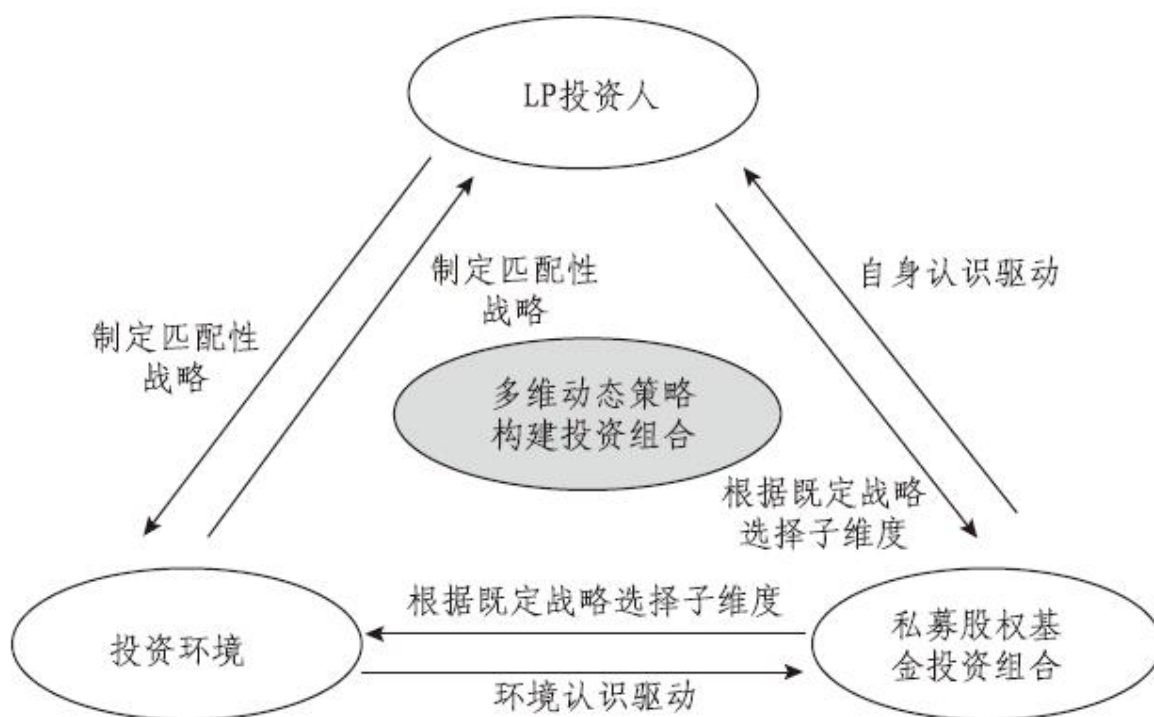 LP投资人
制定匹配性
战略
自身认识驱动
制定匹配性
战略
多维动态策略
构建投资组合
根据既定战略
选择子维度
根据既定战略选择子维度
私募股权基
金投资组合
投资环境
环境认识驱动